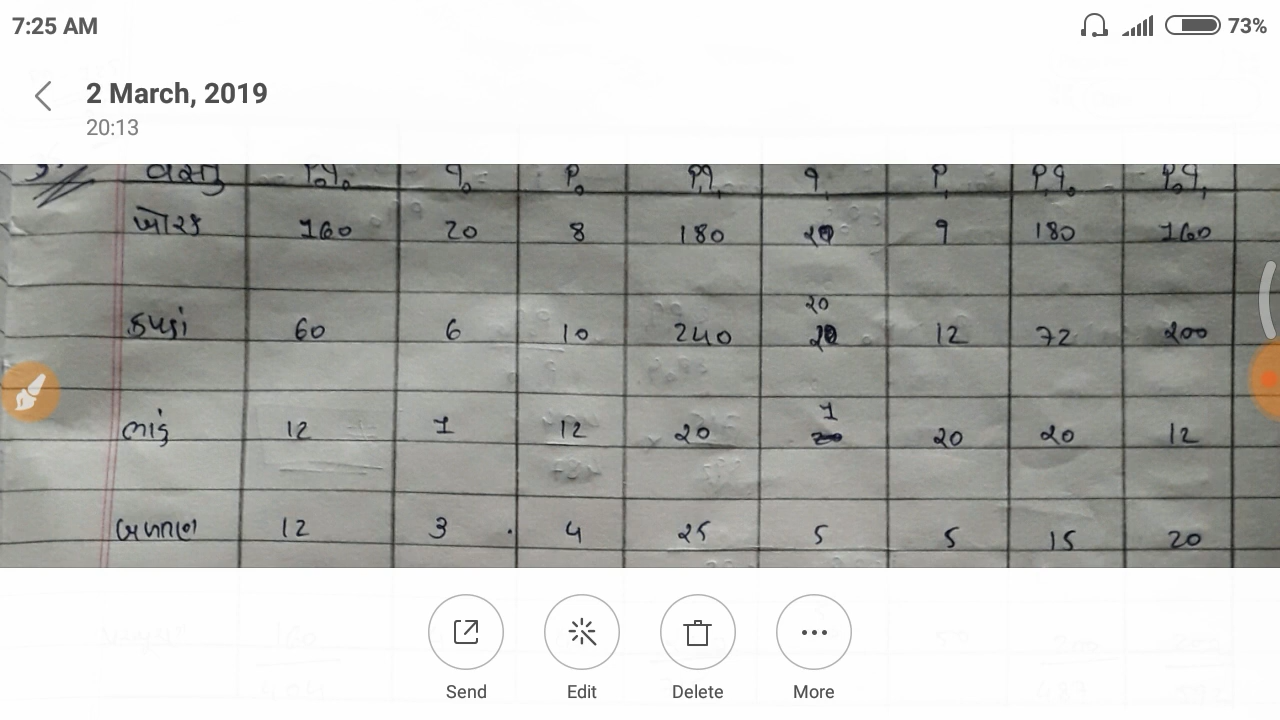 7:25 AM 73%
2 March, 2019
20:13
વસ્તુ P₀q₀ q₀ P₀ P₁q₁ q₁ P₁ P₁q₀ P₀q₁
ખોરાક 160 20 8 180 20 9 180 160
20
કપડાં 60 6 10 240 12 72 200
1
ભાડું 12 1 12 20 20 20 12
12 3 4 25 5 5 15 20
Send Edit Delete More